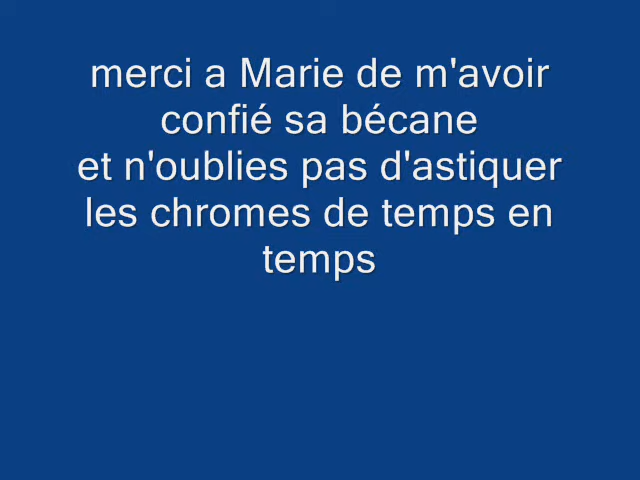 merci a Marie de m'avoir
confié sa bécane
et n'oublies pas d'astiquer
les chromes de temps en
temps